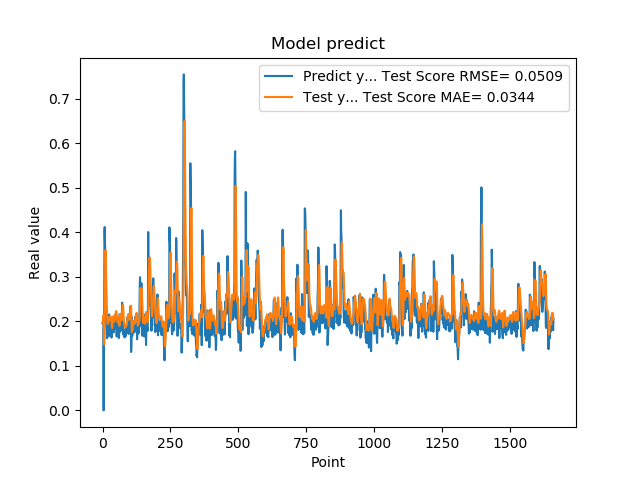 Model predict
Predict y... Test Score RMSE= 0.0509
Test y... Test Score MAE= 0.0344
0.7
0.6
0.5
0.4
0.3
0.2
0.1
0.0
Real value
0 250 500 750 1000 1250 1500
Point